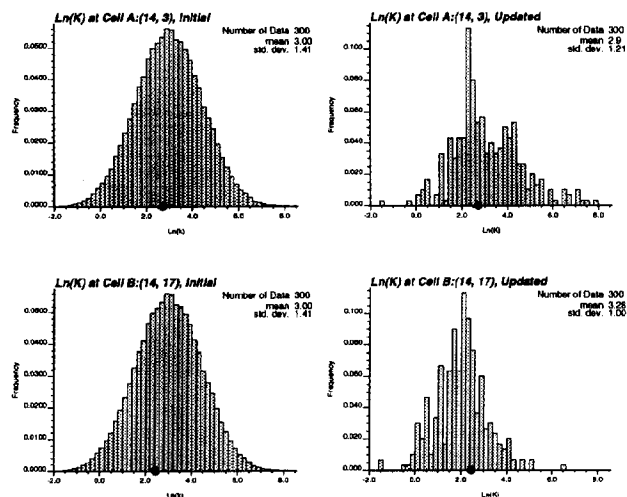 Ln(K) at Cell A:(14, 3), Initial
Number of Data 300
mean 3.00
std. dev. 1.41
Frequency
0.0500
0.0400
0.0300
0.0200
0.0100
0.0000
-2.0 0.0 2.0 4.0 6.0 8.0
Ln(k)
Ln(K) at Cell A:(14, 3), Updated
Number of Data 300
mean 2.9
std. dev. 1.21
Frequency
0.100
0.080
0.060
0.040
0.020
0.000
-2.0 0.0 2.0 4.0 6.0 8.0
Ln(K)
Ln(K) at Cell B:(14, 17), Initial
Number of Data 300
mean 3.00
std. dev. 1.41
Frequency
0.0500
0.0400
0.0300
0.0200
0.0100
0.0000
-2.0 0.0 2.0 4.0 6.0 8.0
Ln(k)
Ln(K) at Cell B:(14, 17), Updated
Number of Data 300
mean 3.28
std. dev. 1.00
Frequency
0.100
0.080
0.060
0.040
0.020
0.000
-2.0 0.0 2.0 4.0 6.0 8.0
Ln(K)